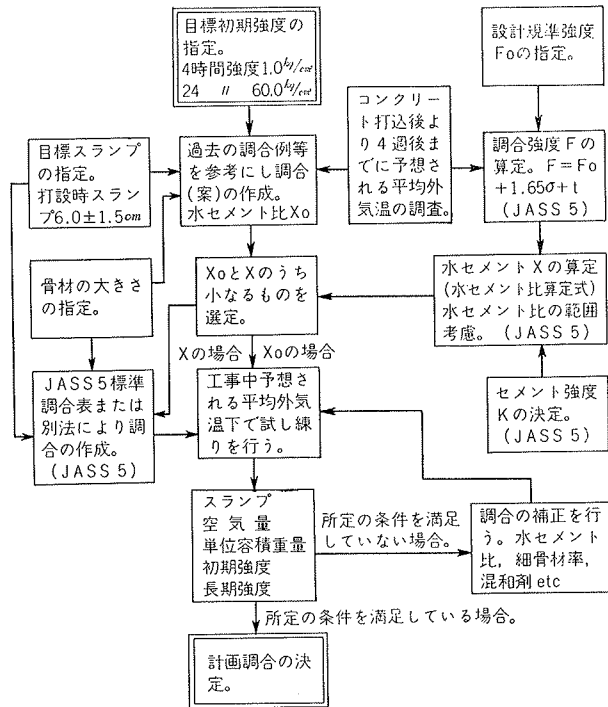 目標初期強度の
指定。
4時間強度1.0kg/cm²
24 〃 60.0kg/cm²
設計規準強度
Foの指定。
コンクリー
ト打込後よ
り4週後ま
でに予想さ
れる平均外
気温の調査。
目標スランプ
の指定。
打設時スラン
プ6.0±1.5cm
過去の調合例等
を参考にし調合
(案)の作成。
水セメント比Xo
調合強度Fの
算定。F=Fo
+1.65σ+t
(JASS 5)
骨材の大きさ
の指定。
XoとXのうち
小なるものを
選定。
水セメントXの算定
(水セメント比算定式)
水セメント比の範囲
考慮。(JASS 5)
Xの場合
Xoの場合
JASS 5標準
調合表または
別法により調
合の作成。
(JASS 5)
工事中予想さ
れる平均外気
温下で試し練
りを行う。
セメント強度
Kの決定。
(JASS 5)
スランプ
空気量
単位容積重量
初期強度
長期強度
所定の条件を満足
していない場合。
調合の補正を行
う。水セメント
比,細骨材率,
混和剤etc
所定の条件を満足している場合。
計画調合の決
定。